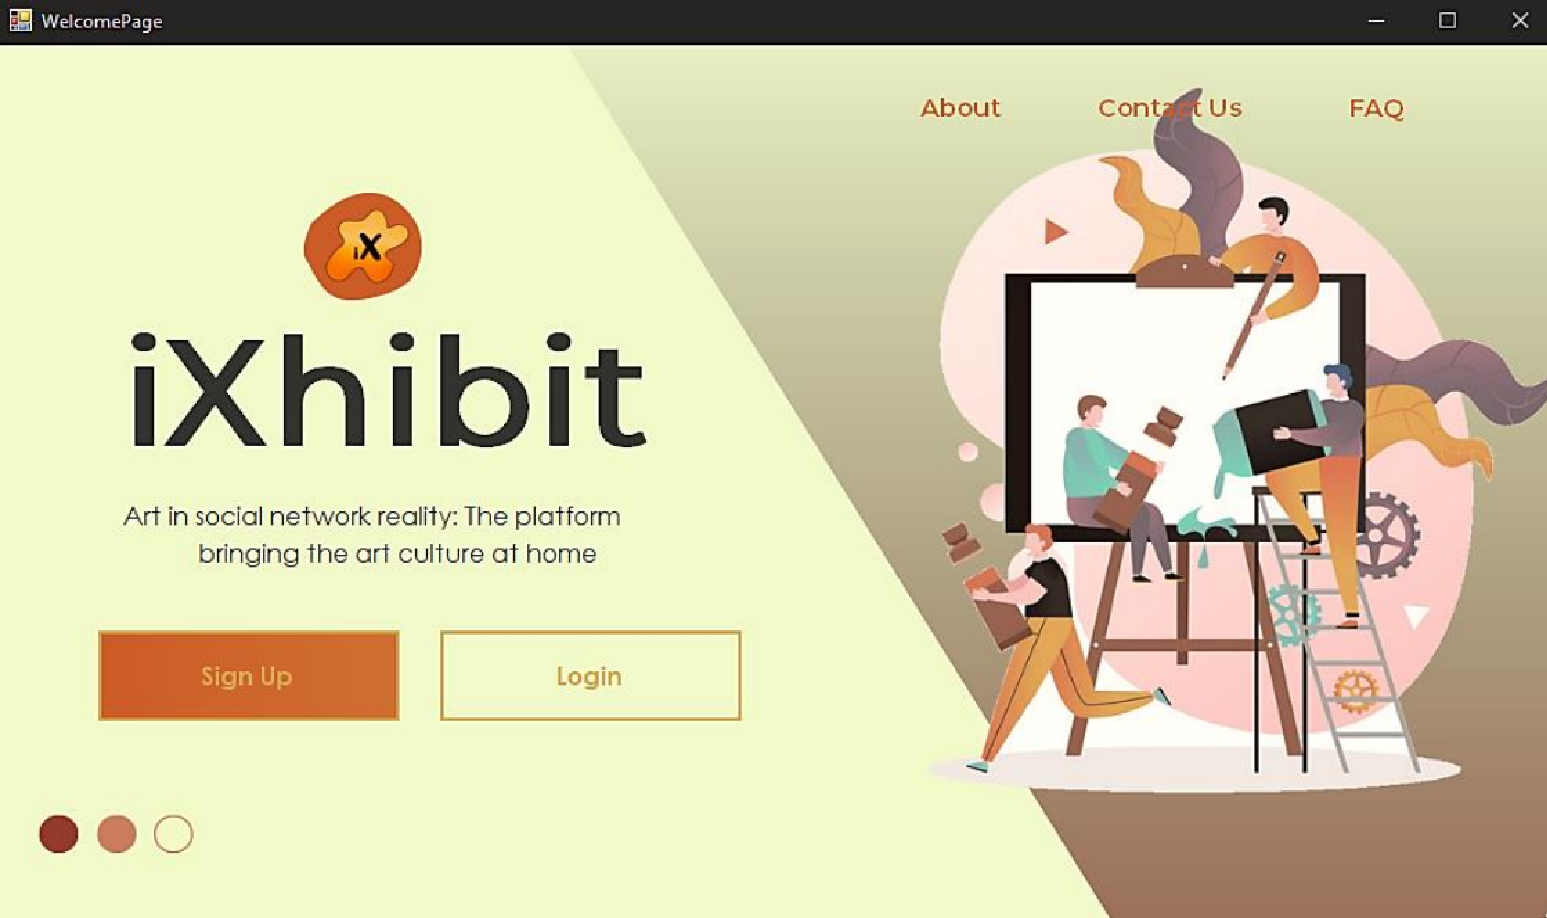 WelcomePage
About Contact Us FAQ
iX
iXhibit
Art in social network reality: The platform
bringing the art culture at home
Sign Up Login